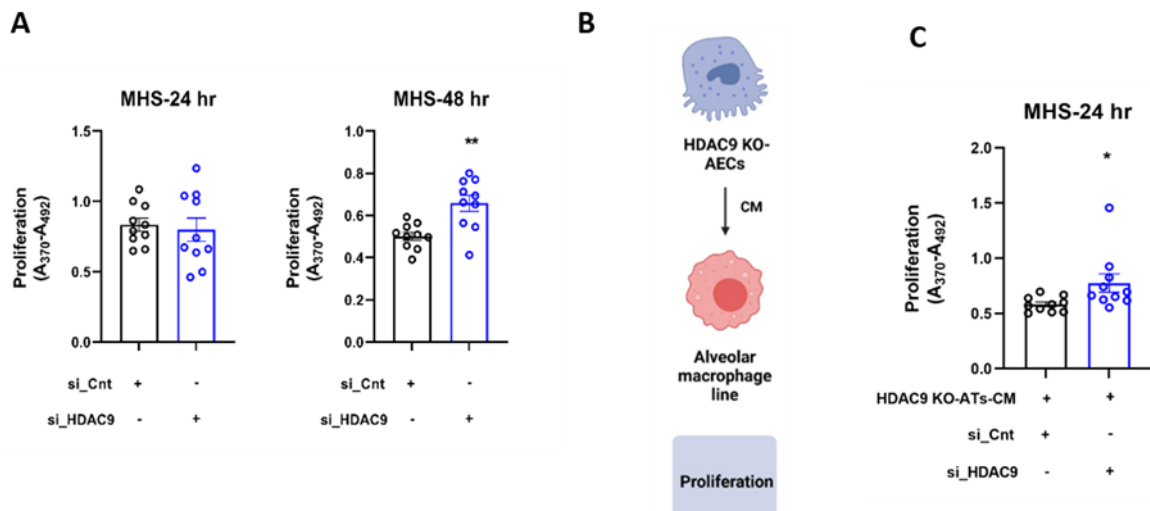 A
MHS-24 hr
Proliferation
(A370-A492)
1.5
1.0
0.5
0.0
si_Cnt + -
si_HDAC9 - +
MHS-48 hr
**
Proliferation
(A370-A492)
1.0
0.8
0.6
0.4
0.2
0.0
si_Cnt + -
si_HDAC9 - +
B
HDAC9 KO-
AECs
CM
Alveolar
macrophage
line
Proliferation
C
MHS-24 hr
*
Proliferation
(A370-A492)
2.0
1.5
1.0
0.5
0.0
HDAC9 KO-ATs-CM + +
si_Cnt + -
si_HDAC9 - +